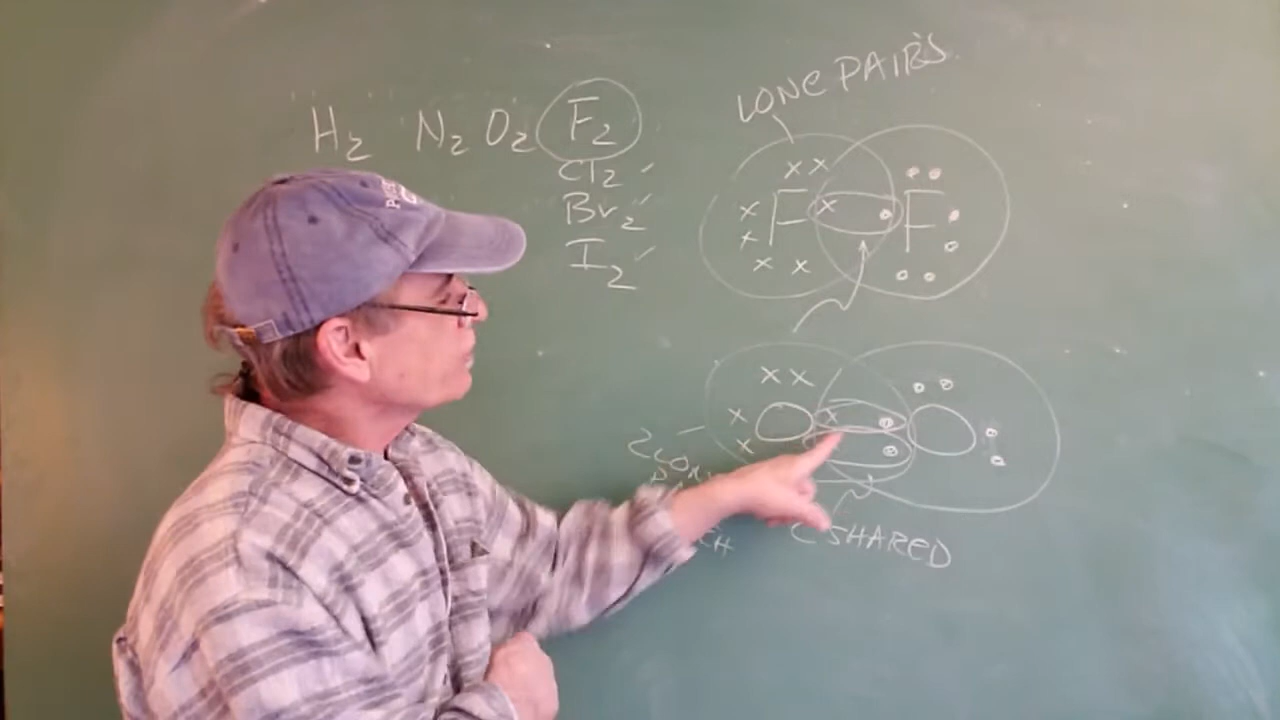 LONE PAIRS
H₂ N₂ O₂ F₂
Cl₂ ✓
Br₂ ✓
I₂ ✓
x x
x F x F
x
x x
x x
x O x O
x
SHARED